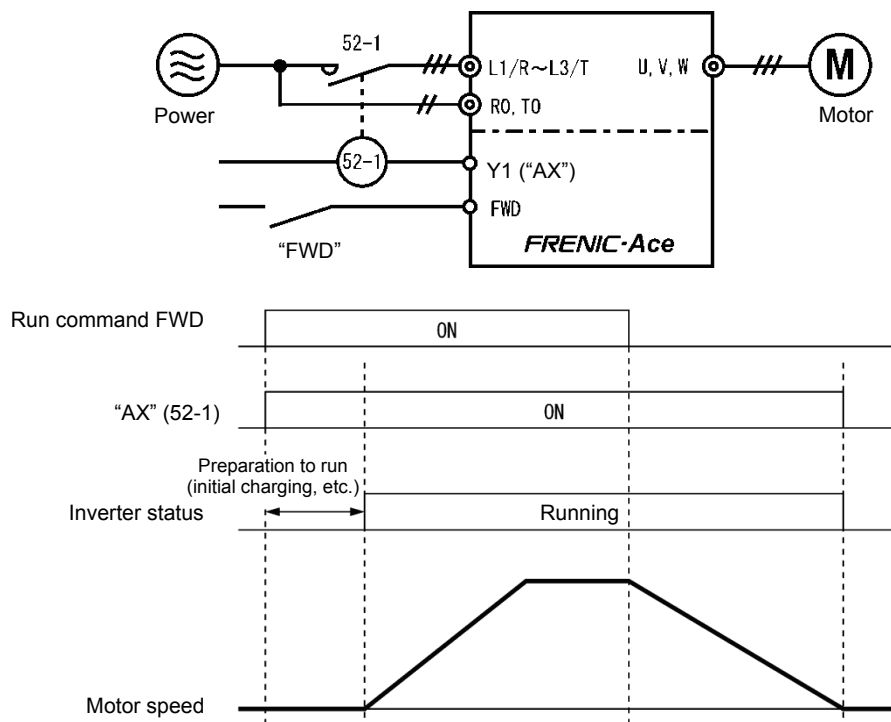 52-1
L1/R～L3/T
U, V, W
M
R0, T0
Power
Motor
52-1
Y1 (“AX”)
FWD
“FWD”
FRENIC-Ace
Run command FWD
ON
“AX” (52-1)
ON
Preparation to run
(initial charging, etc.)
Inverter status
Running
Motor speed